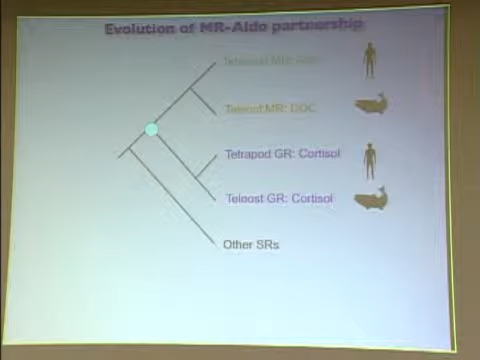 Evolution of MR-Aldo partnership
Tetrapod MR: Aldo
Teleost MR: DOC
Tetrapod GR: Cortisol
Teleost GR: Cortisol
Other SRs